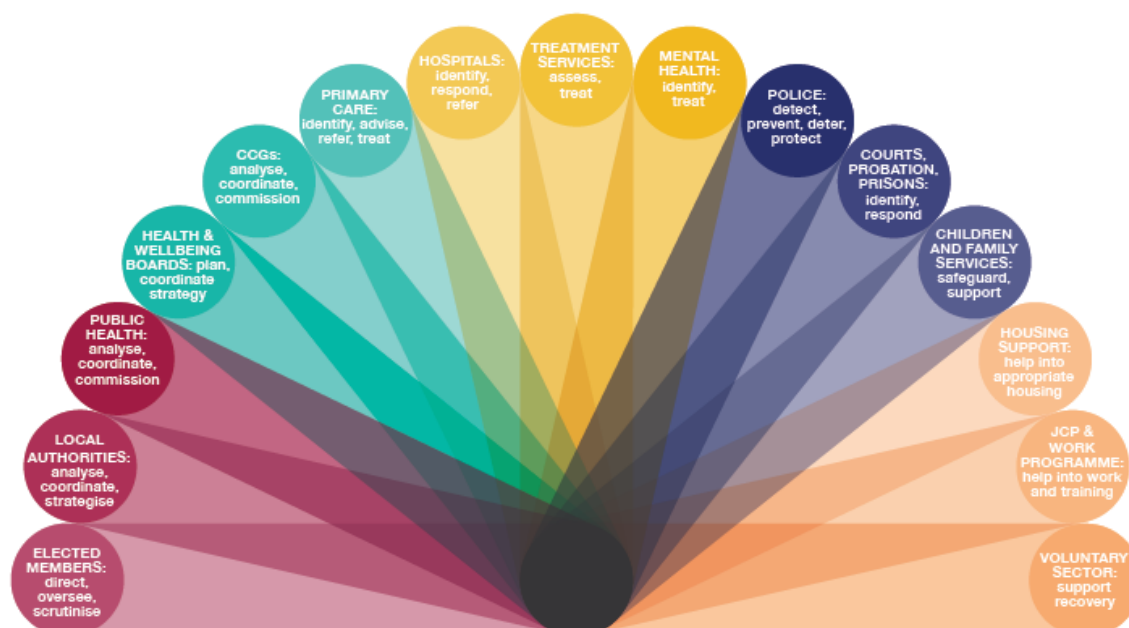 ELECTED
MEMBERS:
direct,
oversee,
scrutinise
LOCAL
AUTHORITIES:
analyse,
coordinate,
strategise
PUBLIC
HEALTH:
analyse,
coordinate,
commission
HEALTH &
WELLBEING
BOARDS: plan,
coordinate
strategy
CCGs:
analyse,
coordinate,
commission
PRIMARY
CARE:
identify, advise,
refer, treat
HOSPITALS:
identify,
respond,
refer
TREATMENT
SERVICES:
assess,
treat
MENTAL
HEALTH:
identify,
treat
POLICE:
detect,
prevent, deter,
protect
COURTS,
PROBATION,
PRISONS:
identify,
respond
CHILDREN
AND FAMILY
SERVICES:
safeguard,
support
HOUSING
SUPPORT:
help into
appropriate
housing
JCP &
WORK
PROGRAMME:
help into work
and training
VOLUNTARY
SECTOR:
support
recovery